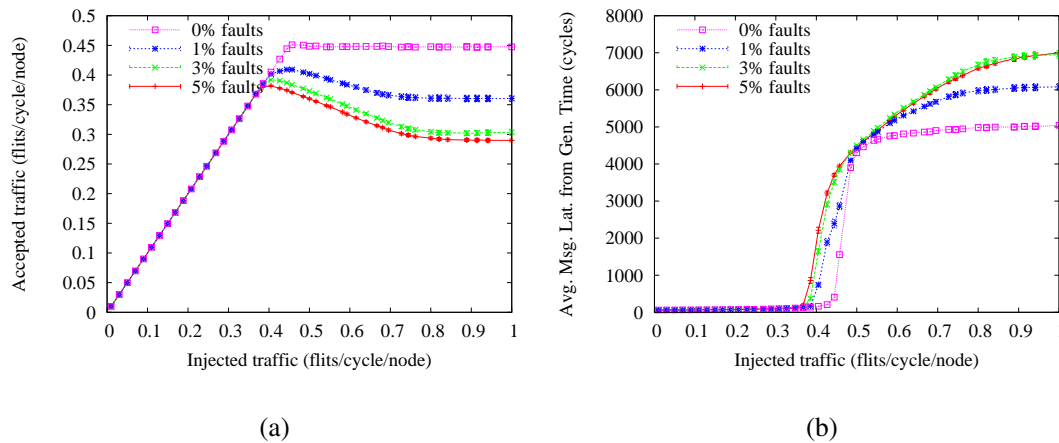 0.5
0.45
0.4
0.35
0.3
0.25
0.2
0.15
0.1
0.05
0
Accepted traffic (flits/cycle/node)
0% faults
1% faults
3% faults
5% faults
0 0.1 0.2 0.3 0.4 0.5 0.6 0.7 0.8 0.9 1
Injected traffic (flits/cycle/node)
(a)
8000
7000
6000
5000
4000
3000
2000
1000
0
Avg. Msg. Lat. from Gen. Time (cycles)
0% faults
1% faults
3% faults
5% faults
0 0.1 0.2 0.3 0.4 0.5 0.6 0.7 0.8 0.9
Injected traffic (flits/cycle/node)
(b)